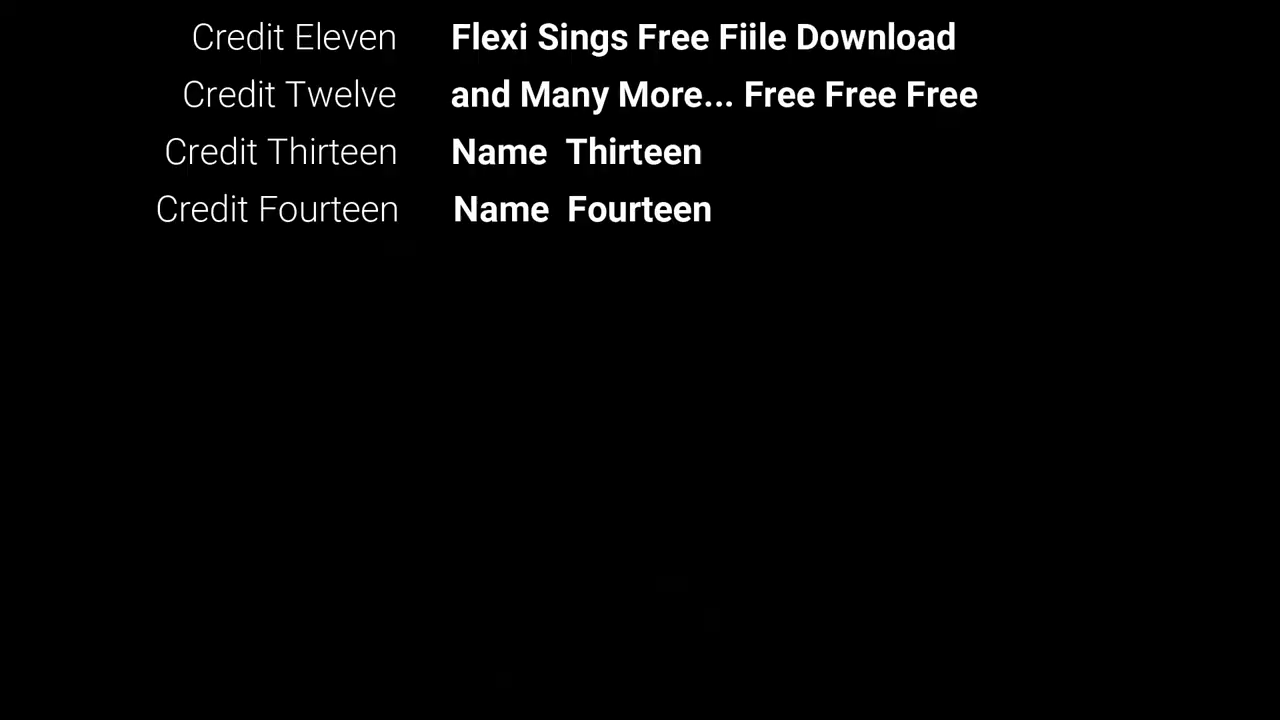 Credit Eleven Flexi Sings Free Fiile Download
Credit Twelve and Many More... Free Free Free
Credit Thirteen Name Thirteen
Credit Fourteen Name Fourteen